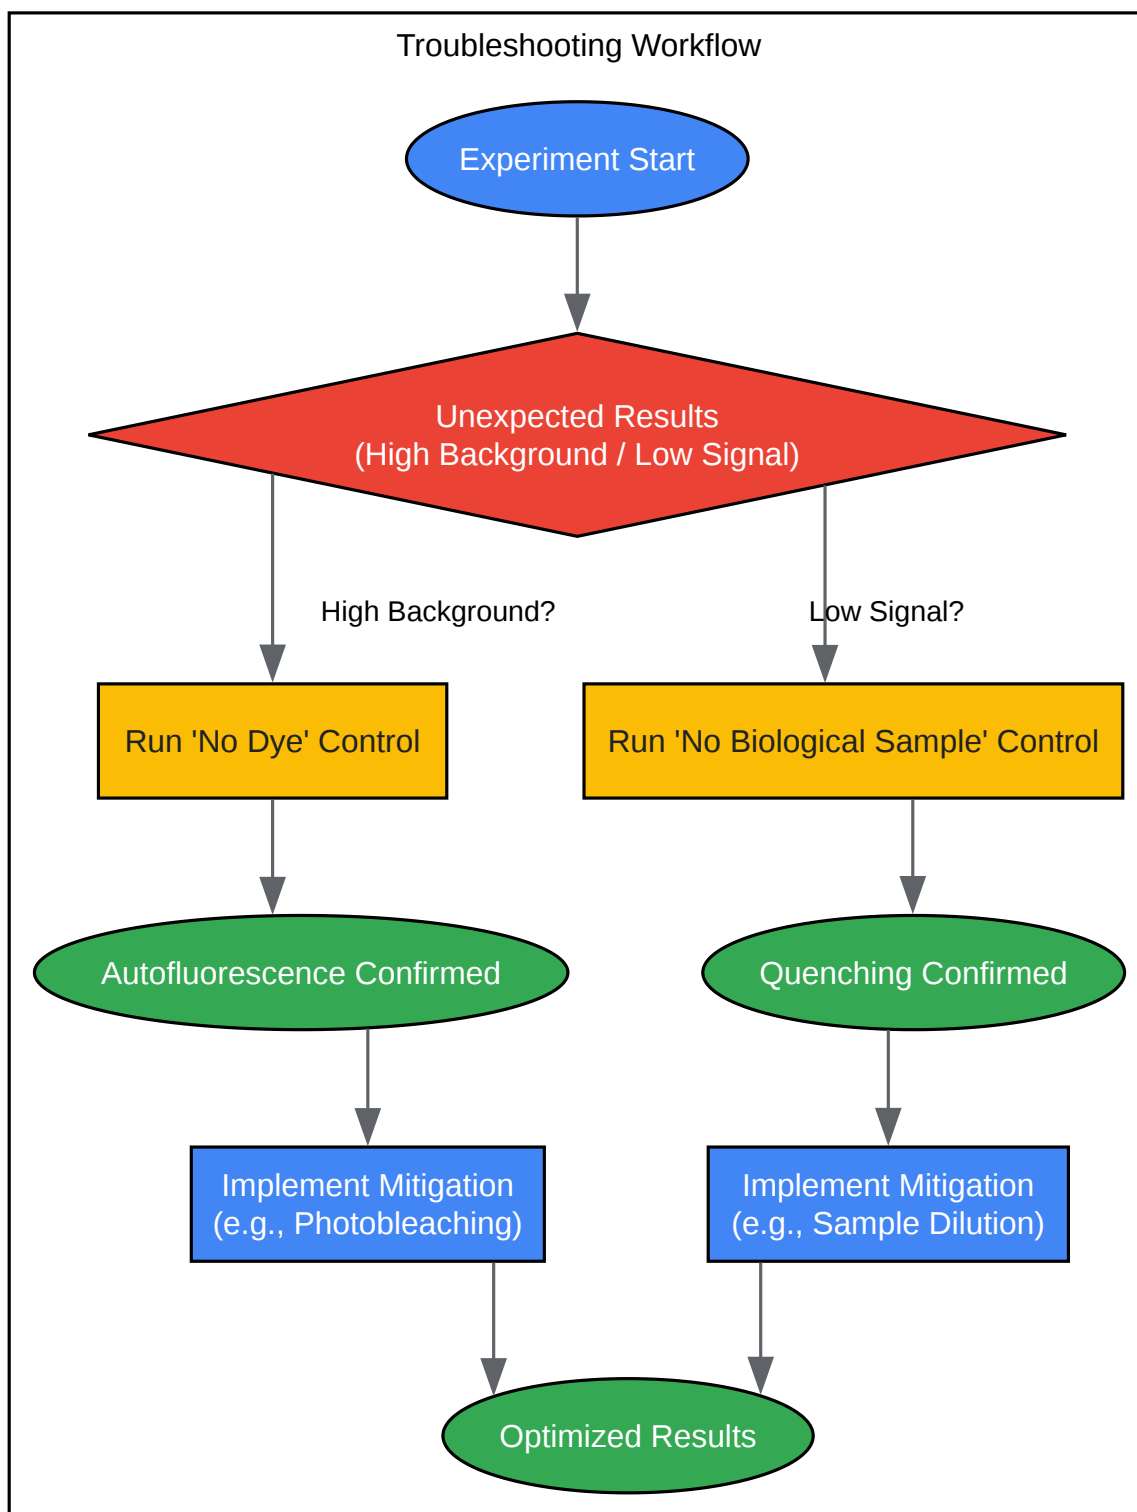 Troubleshooting Workflow
Experiment Start
Unexpected Results
(High Background / Low Signal)
High Background?
Low Signal?
Run 'No Dye' Control
Run 'No Biological Sample' Control
Autofluorescence Confirmed
Quenching Confirmed
Implement Mitigation
(e.g., Photobleaching)
Implement Mitigation
(e.g., Sample Dilution)
Optimized Results